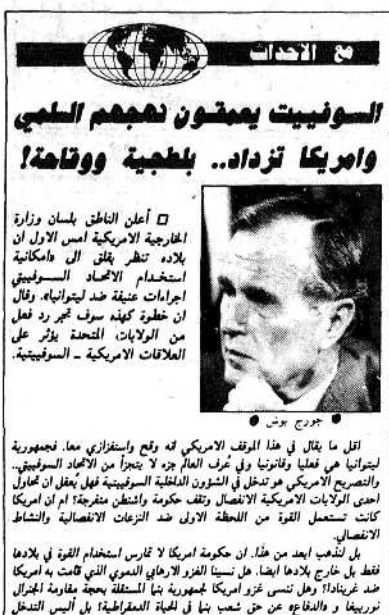 مع الاحداث
السوفييت يعمقون نهجهم السلمي
وامريكا تزداد.. بلطجية ووقاحة!
□ أعلن الناطق بلسان وزارة
الخارجية الامريكية امس الاول ان
بلاده تنظر بقلق الى «امكانية
استخدام الاتحاد السوفييتي
اجراءات عنيفة ضد ليتوانيا». وقال
ان خطوة كهذه سوف تجر رد فعل
من الولايات المتحدة يؤثر على
العلاقات الامريكية ـ السوفييتية.
● جورج بوش ●
اقل ما يقال في هذا الموقف الامريكي انه وقح واستفزازي معا. فجمهورية
ليتوانيا هي فعليا وقانونيا وفي عُرف العالم جزء لا يتجزأ من الاتحاد السوفييتي..
والتصريح الامريكي هو تدخل في الشؤون الداخلية السوفييتية فهل يُعقل ان تحاول
احدى الولايات الامريكية الانفصال وتقف حكومة واشنطن متفرجة؟ ام ان امريكا
كانت تستعمل القوة من اللحظة الاولى ضد النزعات الانفصالية والنشاط
الانفصالي.
بل لنذهب ابعد من هذا. ان حكومة امريكا لا تمارس استخدام القوة في بلادها
فقط بل خارج بلادها ايضا. هل نسينا الغزو الارهابي الدموي الذي قامت به امريكا
ضد غرينادا؟ وهل ننسى غزو امريكا لجمهورية بنما المستقلة بحجة مقاومة الجنرال
نورييغا و الدفاع» عن حق شعب بنما في الحياة الديمقراطية؟ بل أليس التدخل